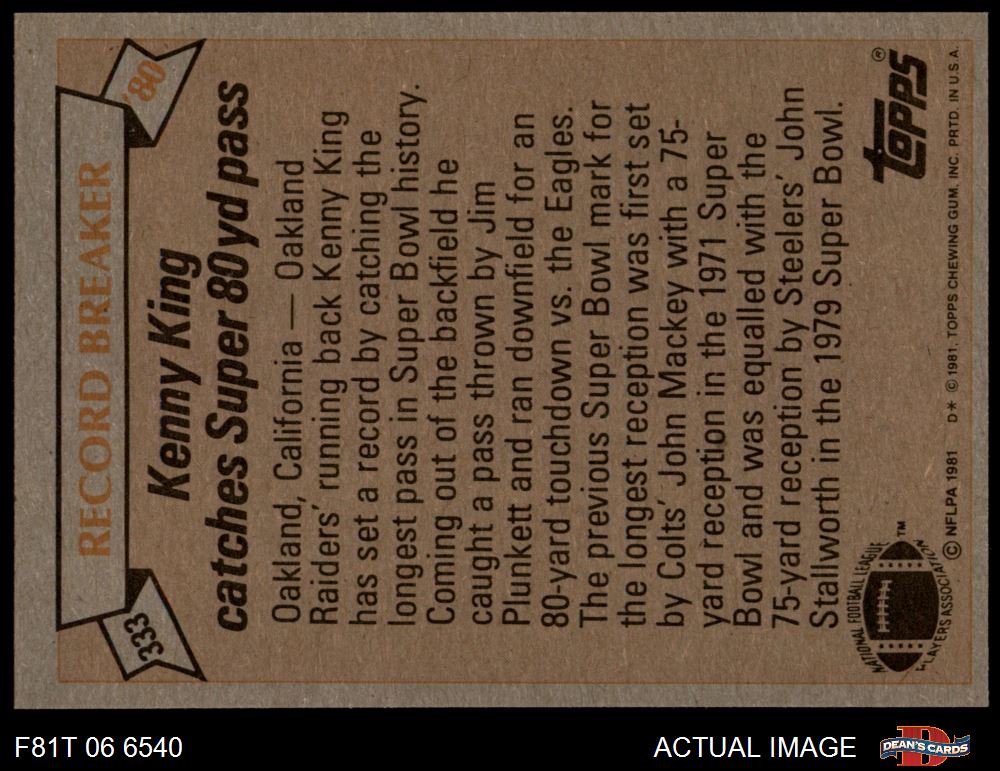 333
RECORD BREAKER
'80
Kenny King
catches Super 80 yd pass
Oakland, California — Oakland
Raiders' running back Kenny King
has set a record by catching the
longest pass in Super Bowl history.
Coming out of the backfield he
caught a pass thrown by Jim
Plunkett and ran downfield for an
80-yard touchdown vs. the Eagles.
The previous Super Bowl mark for
the longest reception was first set
by Colts' John Mackey with a 75-
yard reception in the 1971 Super
Bowl and was equalled with the
75-yard reception by Steelers' John
Stallworth in the 1979 Super Bowl.
NATIONAL FOOTBALL LEAGUE
PLAYERS ASSOCIATION
TM
TOPPS®
© NFLPA 1981 D* © 1981, TOPPS CHEWING GUM, INC. PRTD. IN U.S.A.
F81T 06 6540
ACTUAL IMAGE
DEAN'S CARDS